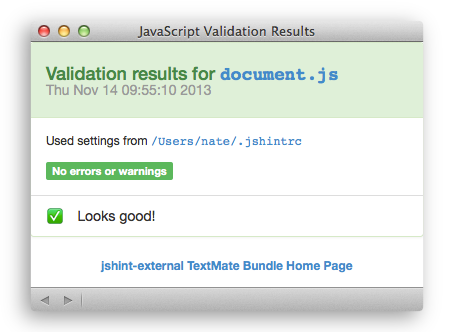 JavaScript Validation Results
Validation results for document.js
Thu Nov 14 09:55:10 2013
Used settings from /Users/nate/.jshintrc
No errors or warnings
Looks good!
jshint-external TextMate Bundle Home Page